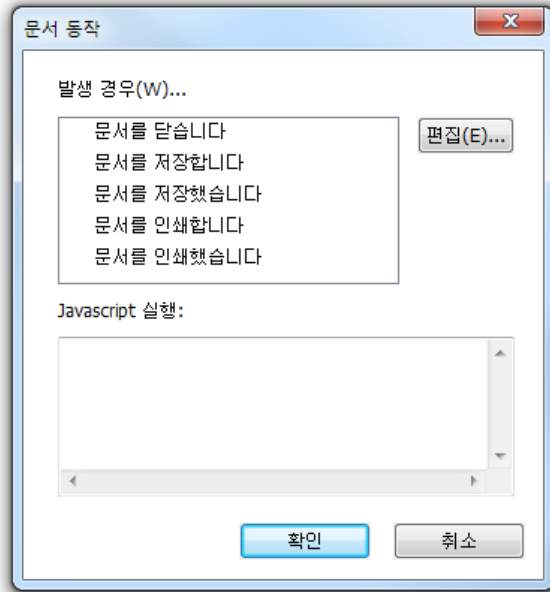 문서 동작
발생 경우(W)...
문서를 닫습니다
편집(E)...
문서를 저장합니다
문서를 저장했습니다
문서를 인쇄합니다
문서를 인쇄했습니다
Javascript 실행:
확인
취소